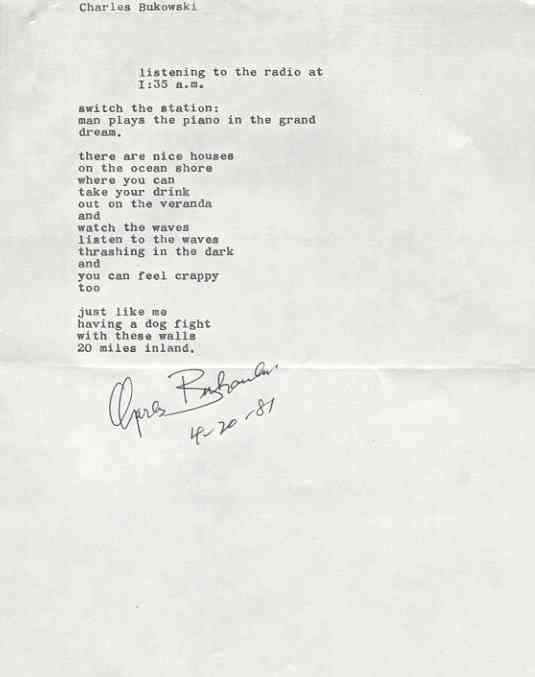 Charles Bukowski
listening to the radio at
1:35 a.m.
switch the station:
man plays the piano in the grand
dream.
there are nice houses
on the ocean shore
where you can
take your drink
out on the veranda
and
watch the waves
listen to the waves
thrashing in the dark
and
you can feel crappy
too
just like me
having a dog fight
with these walls
20 miles inland.
Charles Bukowski
4-20-81